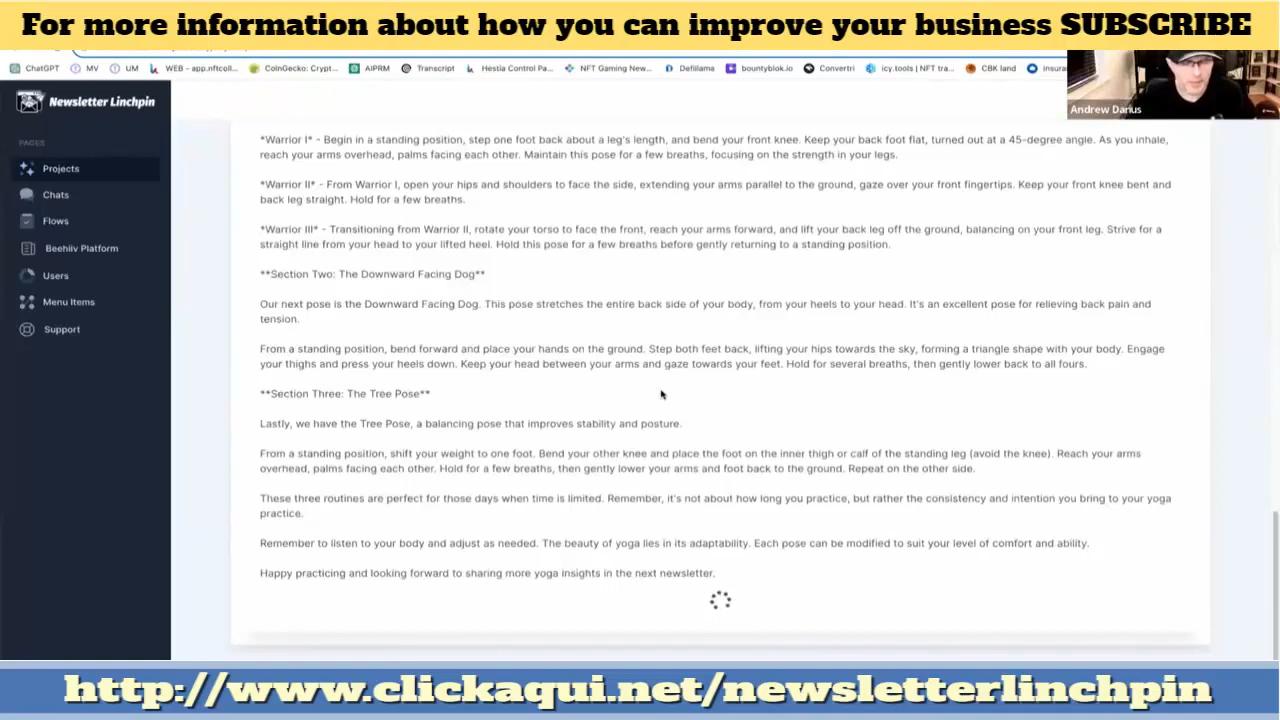 For more information about how you can improve your business SUBSCRIBE
ChatGPT MV UM WEB - app.nftcoll... CoinGecko: Crypt... AIPRM Transcript Hestia Control Pa... NFT Gaming New... Defillama bountyblok.io Convertri icy.tools | NFT tra... CBK land insura
Andrew Darius
Newsletter Linchpin
PAGES
Projects
Chats
Flows
Beehiiv Platform
Users
Menu Items
Support
*Warrior I* - Begin in a standing position, step one foot back about a leg's length, and bend your front knee. Keep your back foot flat, turned out at a 45-degree angle. As you inhale,
reach your arms overhead, palms facing each other. Maintain this pose for a few breaths, focusing on the strength in your legs.
*Warrior II* - From Warrior I, open your hips and shoulders to face the side, extending your arms parallel to the ground, gaze over your front fingertips. Keep your front knee bent and
back leg straight. Hold for a few breaths.
*Warrior III* - Transitioning from Warrior II, rotate your torso to face the front, reach your arms forward, and lift your back leg off the ground, balancing on your front leg. Strive for a
straight line from your head to your lifted heel. Hold this pose for a few breaths before gently returning to a standing position.
**Section Two: The Downward Facing Dog**
Our next pose is the Downward Facing Dog. This pose stretches the entire back side of your body, from your heels to your head. It's an excellent pose for relieving back pain and
tension.
From a standing position, bend forward and place your hands on the ground. Step both feet back, lifting your hips towards the sky, forming a triangle shape with your body. Engage
your thighs and press your heels down. Keep your head between your arms and gaze towards your feet. Hold for several breaths, then gently lower back to all fours.
**Section Three: The Tree Pose**
Lastly, we have the Tree Pose, a balancing pose that improves stability and posture.
From a standing position, shift your weight to one foot. Bend your other knee and place the foot on the inner thigh or calf of the standing leg (avoid the knee). Reach your arms
overhead, palms facing each other. Hold for a few breaths, then gently lower your arms and foot back to the ground. Repeat on the other side.
These three routines are perfect for those days when time is limited. Remember, it's not about how long you practice, but rather the consistency and intention you bring to your yoga
practice.
Remember to listen to your body and adjust as needed. The beauty of yoga lies in its adaptability. Each pose can be modified to suit your level of comfort and ability.
Happy practicing and looking forward to sharing more yoga insights in the next newsletter.
http://www.clickaqui.net/newsletterlinchpin